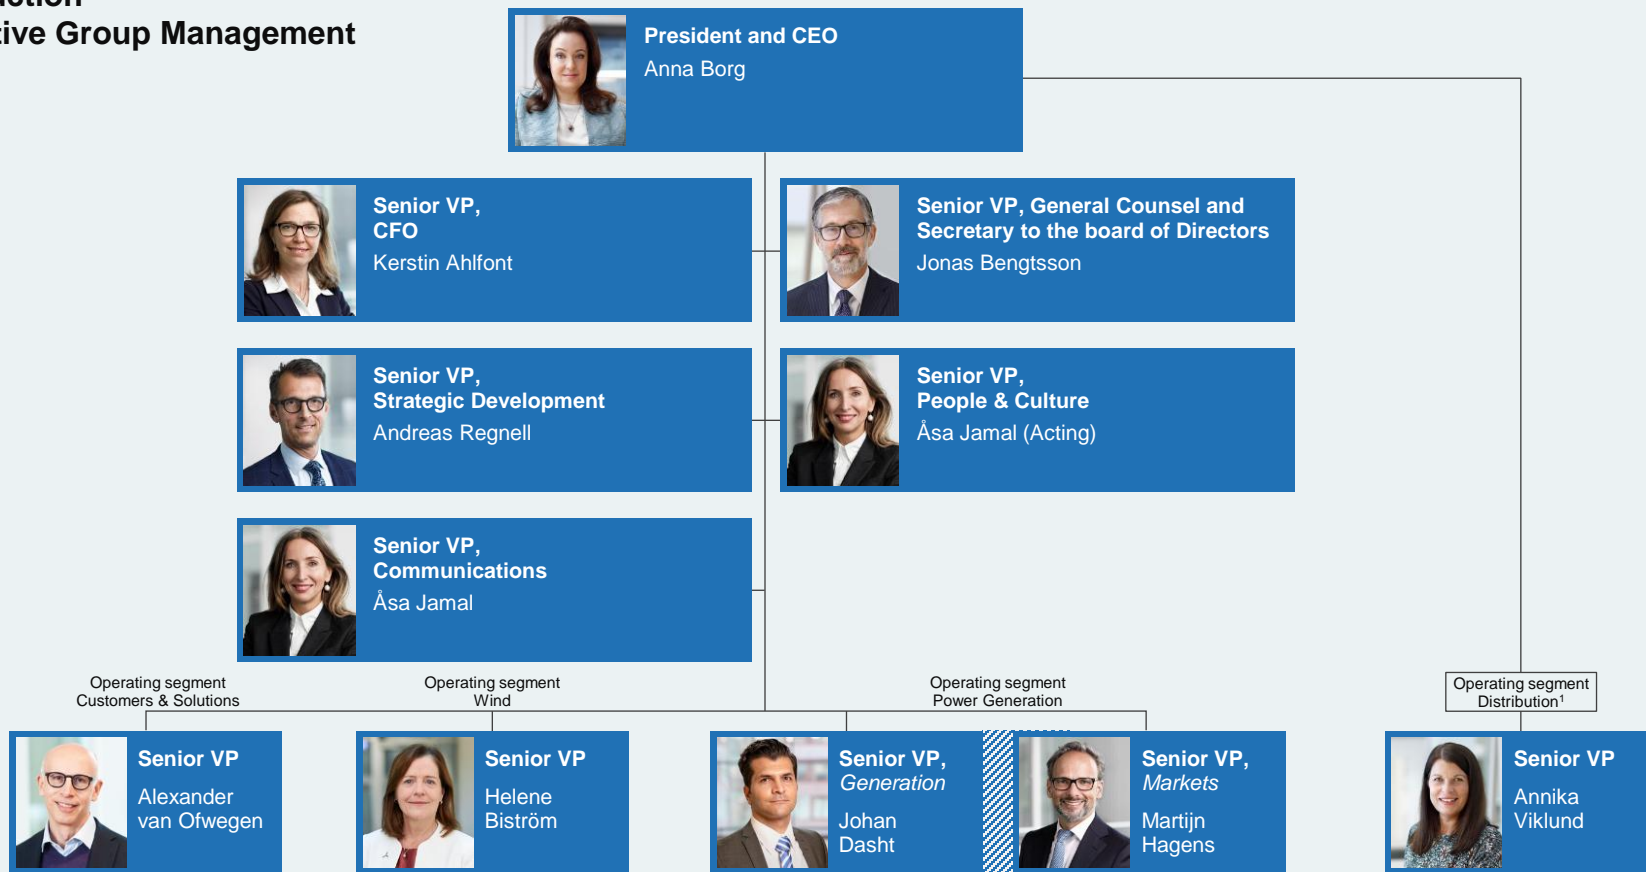 tive Group Management
President and CEO
Anna Borg
Senior VP,
CFO
Kerstin Ahlfont
Senior VP, General Counsel and
Secretary to the board of Directors
Jonas Bengtsson
Senior VP,
Strategic Development
Andreas Regnell
Senior VP,
People & Culture
Åsa Jamal (Acting)
Senior VP,
Communications
Åsa Jamal
Operating segment
Customers & Solutions
Operating segment
Wind
Operating segment
Power Generation
Operating segment
Distribution¹
Senior VP
Alexander
van Ofwegen
Senior VP
Helene
Biström
Senior VP,
Generation
Johan
Dasht
Senior VP,
Markets
Martijn
Hagens
Senior VP
Annika
Viklund